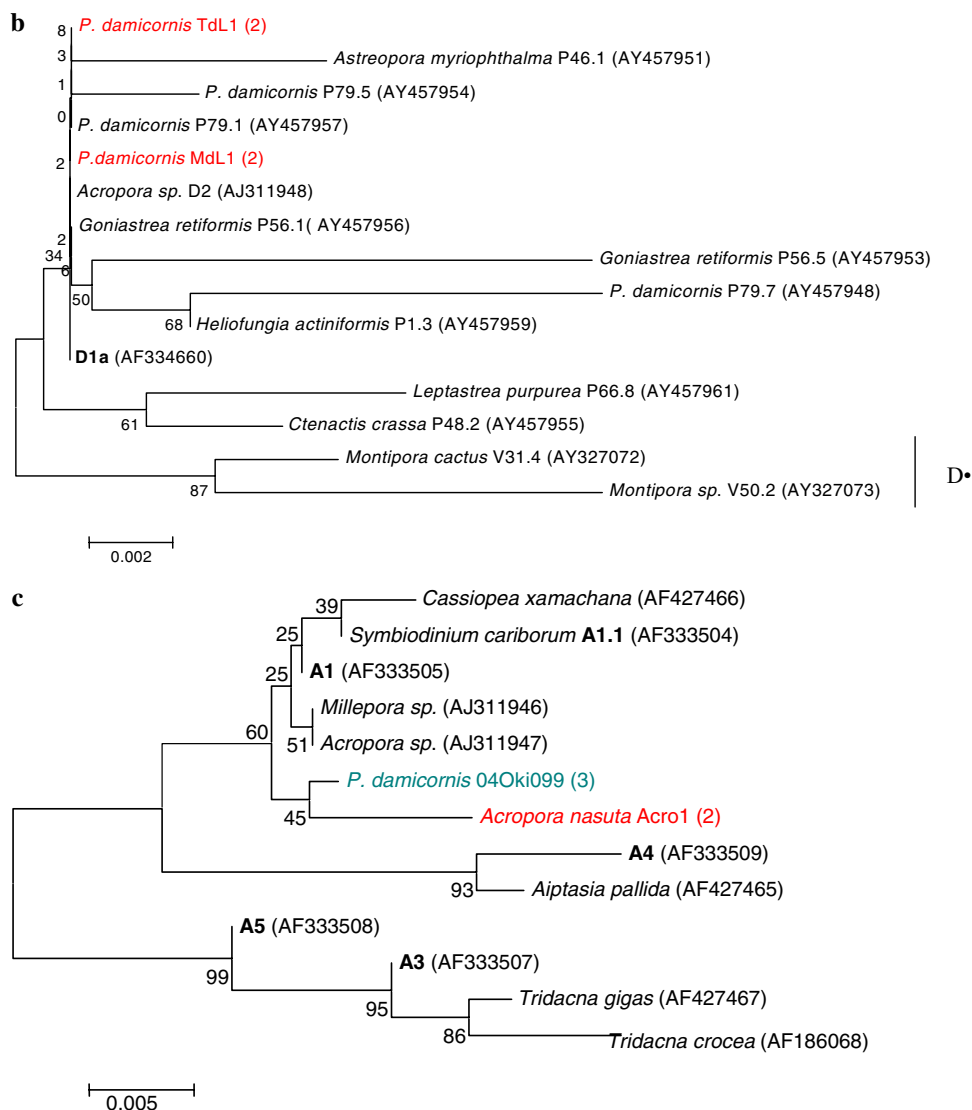 b
8
P. damicornis TdL1 (2)
3
Astreopora myriophthalma P46.1 (AY457951)
1
P. damicornis P79.5 (AY457954)
0
P. damicornis P79.1 (AY457957)
2
P.damicornis MdL1 (2)
Acropora sp. D2 (AJ311948)
Goniastrea retiformis P56.1( AY457956)
2
34
6
Goniastrea retiformis P56.5 (AY457953)
50
P. damicornis P79.7 (AY457948)
68
Heliofungia actiniformis P1.3 (AY457959)
D1a (AF334660)
Leptastrea purpurea P66.8 (AY457961)
61
Ctenactis crassa P48.2 (AY457955)
Montipora cactus V31.4 (AY327072)
87
Montipora sp. V50.2 (AY327073)
D•
0.002
c
39
Cassiopea xamachana (AF427466)
25
Symbiodinium cariborum A1.1 (AF333504)
25
A1 (AF333505)
60
Millepora sp. (AJ311946)
51
Acropora sp. (AJ311947)
P. damicornis 04Oki099 (3)
45
Acropora nasuta Acro1 (2)
A4 (AF333509)
93
Aiptasia pallida (AF427465)
A5 (AF333508)
99
A3 (AF333507)
95
Tridacna gigas (AF427467)
86
Tridacna crocea (AF186068)
0.005